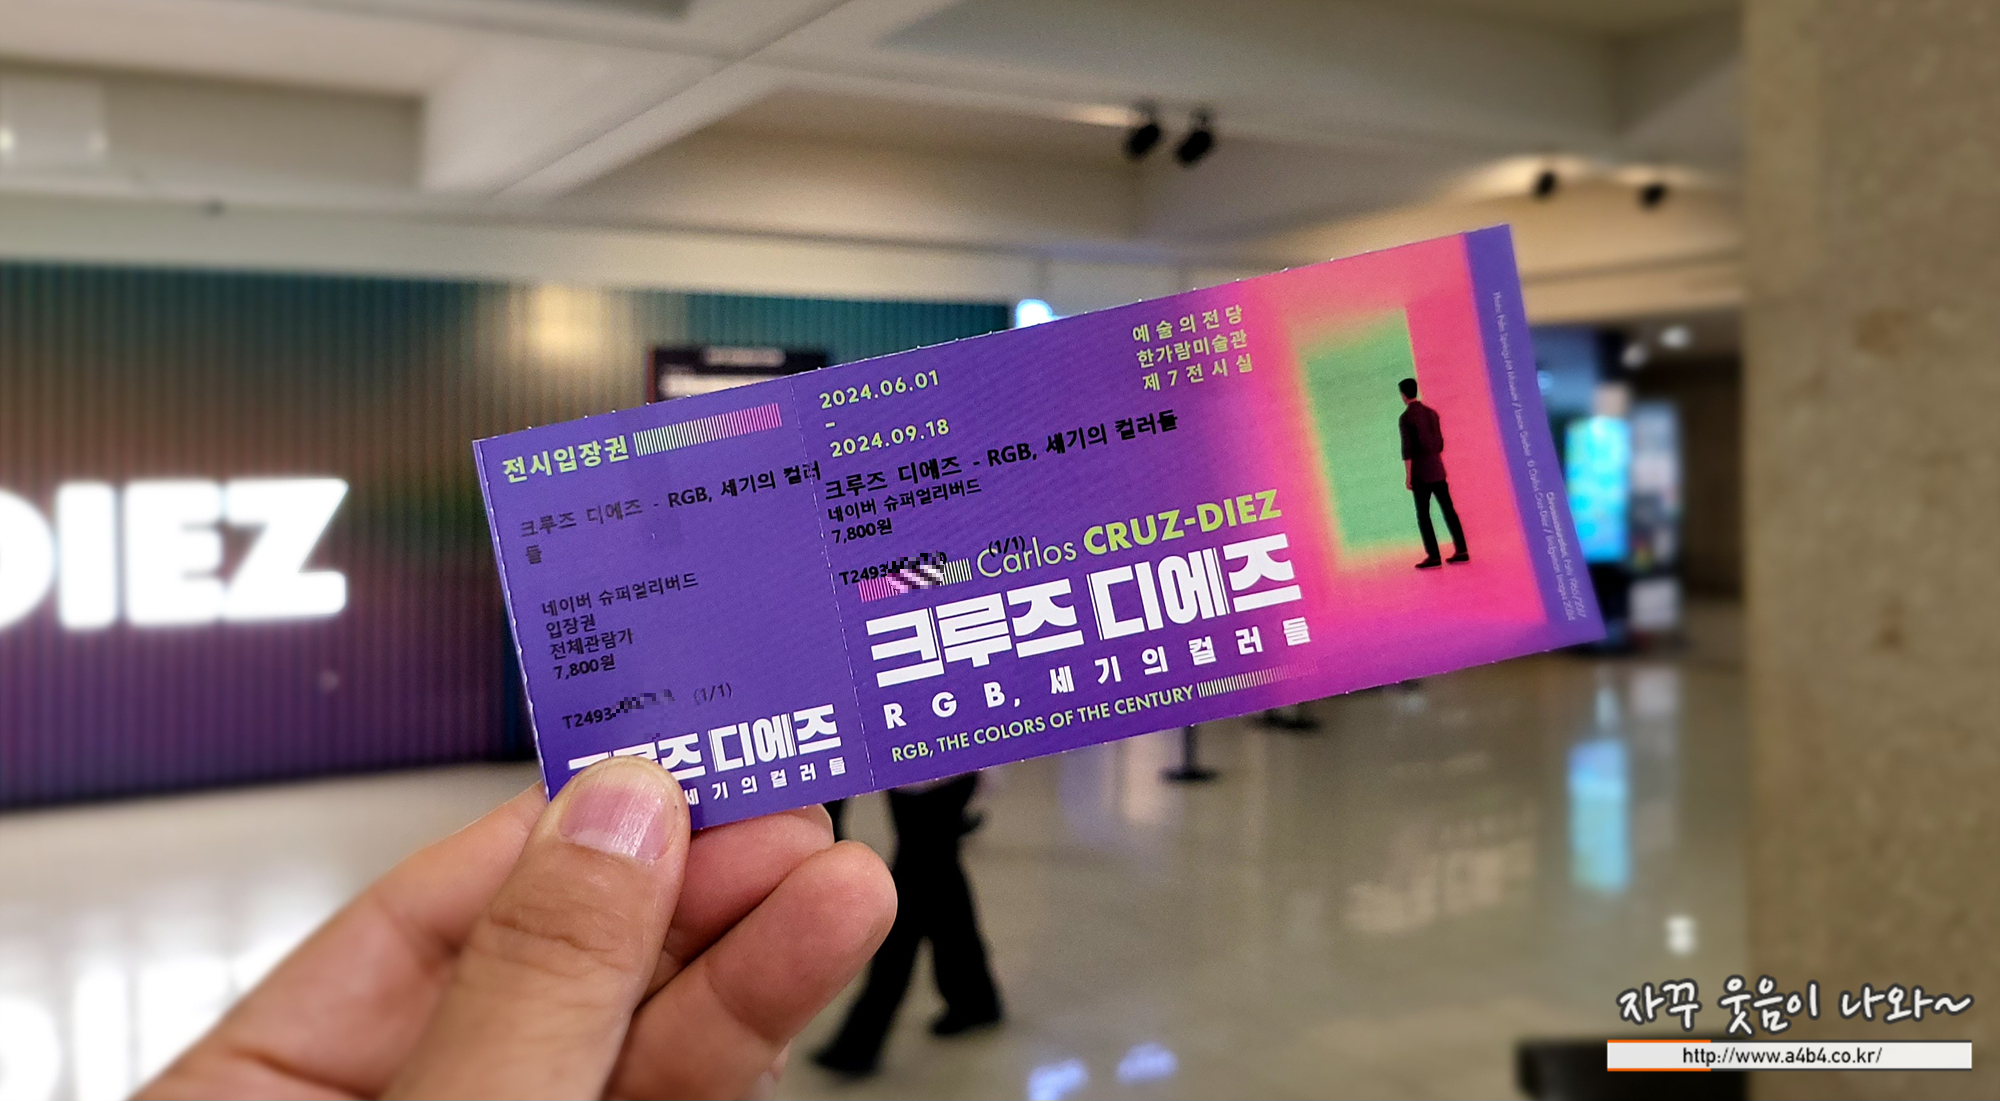 DIEZ
전시입장권
크루즈 디에즈 - RGB, 세기의 컬러
들
네이버 슈퍼얼리버드
입장권
전체관람가
7,800원
T2493
(1/1)
즈 디에즈
세기의 컬러들
2024.06.01
-
2024.09.18
예술의전당
한가람미술관
제7전시실
크루즈 디에즈 - RGB, 세기의 컬러들
네이버 슈퍼얼리버드
7,800원
T2493
(1/1)
Carlos CRUZ-DIEZ
크루즈 디에즈
RGB, 세기의 컬러들
RGB, THE COLORS OF THE CENTURY
자꾸 웃음이 나와~
http://www.a4b4.co.kr/